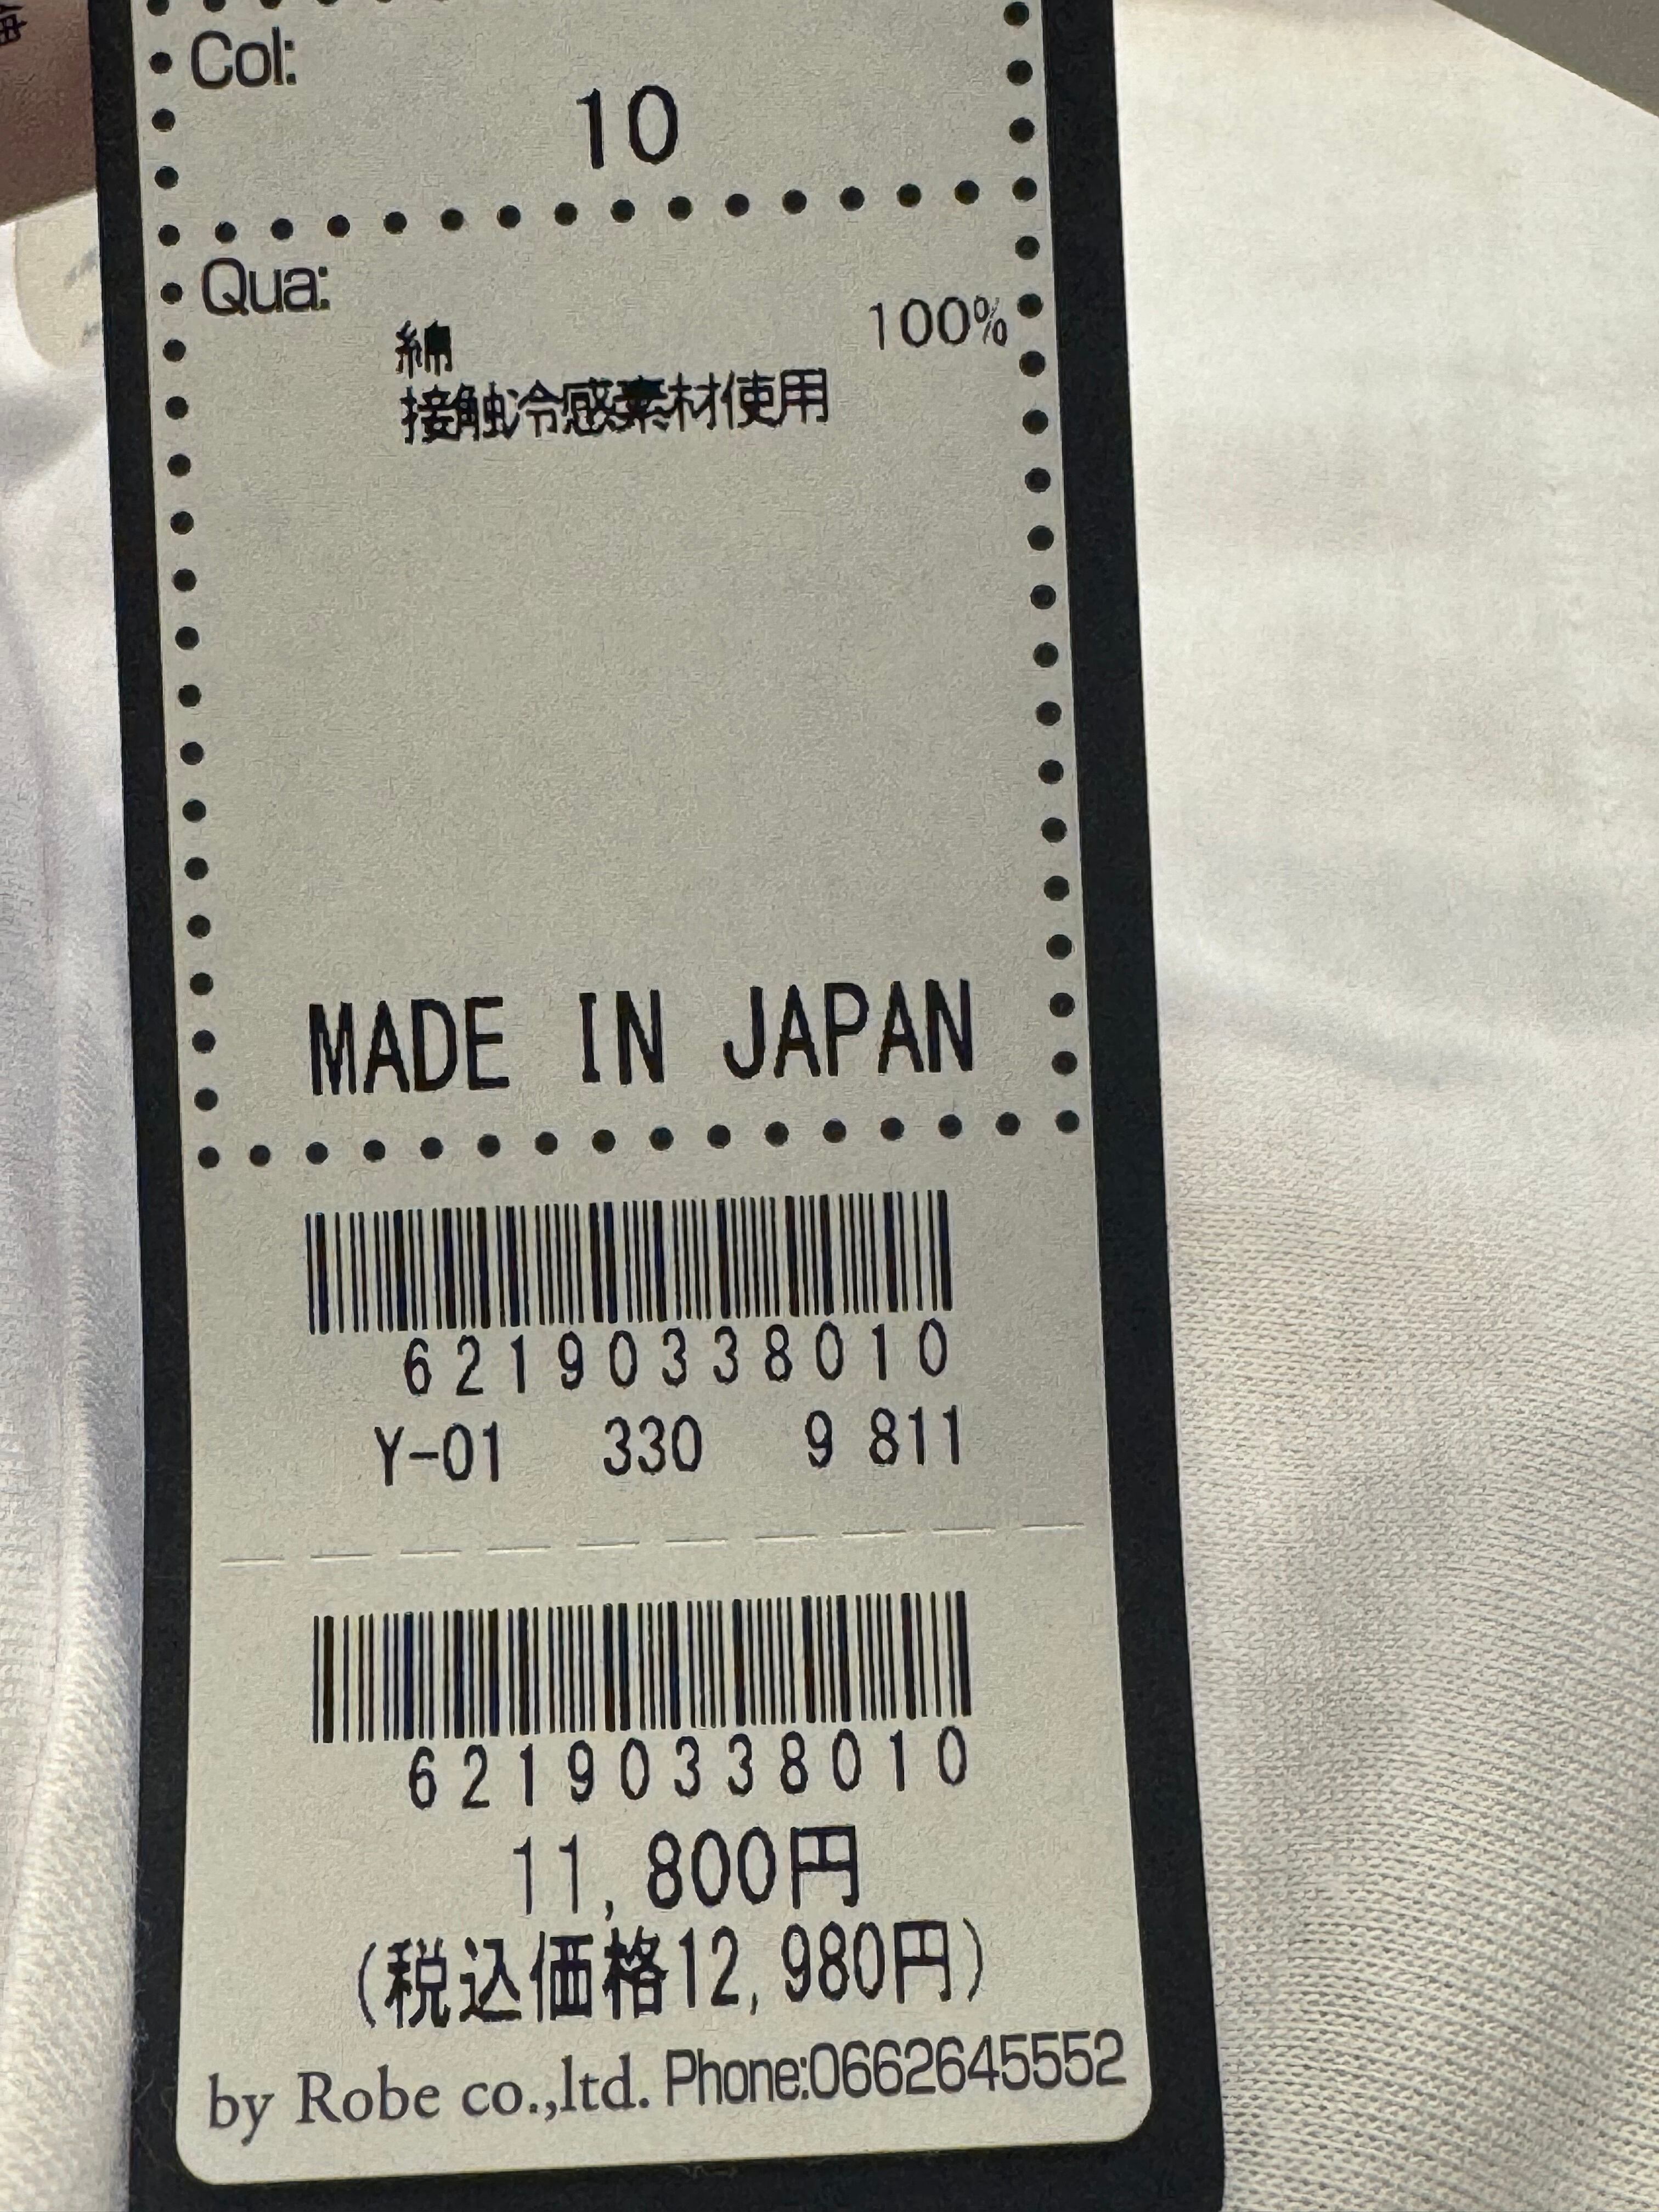 Col:
10
Qua:
綿 100%
接触冷感素材使用
MADE IN JAPAN
62190338010
Y-01 330 9 811
62190338010
11,800円
(税込価格12,980円)
by Robe co.,ltd. Phone:0662645552